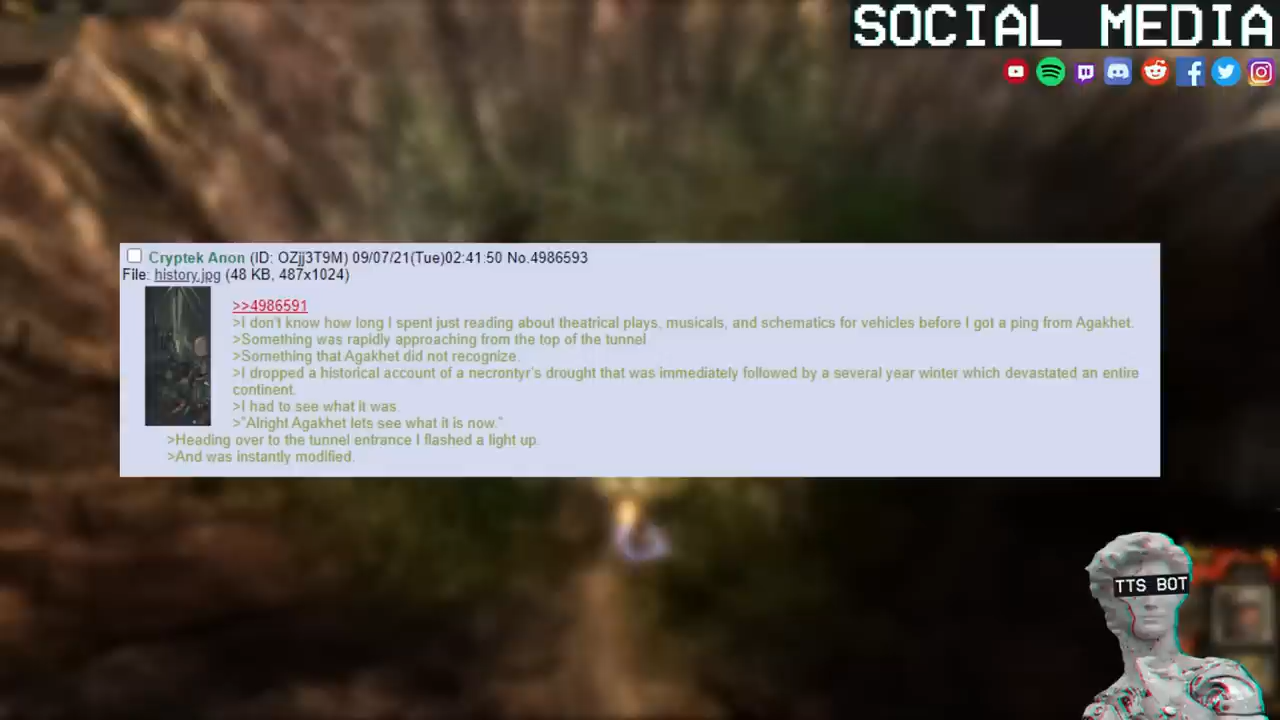 SOCIAL MEDIA
Cryptek Anon (ID: OZjj3T9M) 09/07/21(Tue)02:41:50 No.4986593
File: history.jpg (48 KB, 487x1024)
>>4986591
>I don't know how long I spent just reading about theatrical plays, musicals, and schematics for vehicles before I got a ping from Agakhet.
>Something was rapidly approaching from the top of the tunnel
>Something that Agakhet did not recognize.
>I dropped a historical account of a necrontyr's drought that was immediately followed by a several year winter which devastated an entire
continent.
>I had to see what it was.
>"Alright Agakhet lets see what it is now."
>Heading over to the tunnel entrance I flashed a light up.
>And was instantly modified.
TTS BOT